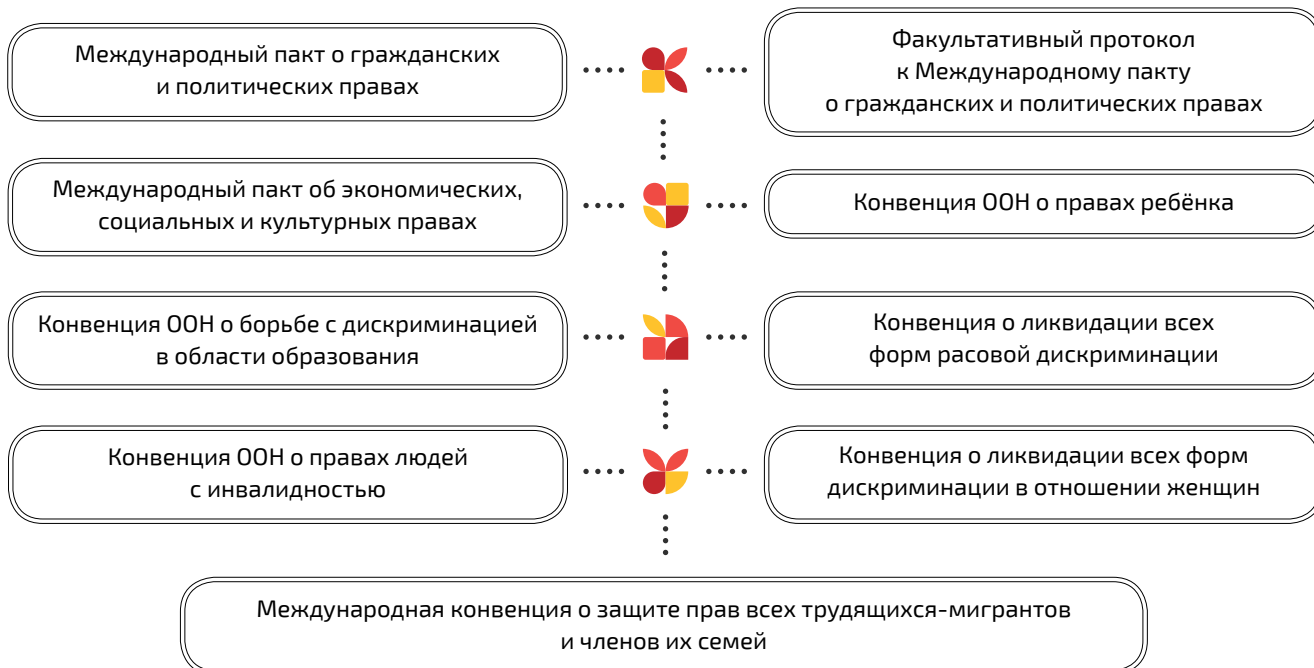 Международный пакт о гражданских
и политических правах
Факультативный протокол
к Международному пакту
о гражданских и политических правах
Международный пакт об экономических,
социальных и культурных правах
Конвенция ООН о правах ребёнка
Конвенция ООН о борьбе с дискриминацией
в области образования
Конвенция о ликвидации всех
форм расовой дискриминации
Конвенция ООН о правах людей
с инвалидностью
Конвенция о ликвидации всех форм
дискриминации в отношении женщин
Международная конвенция о защите прав всех трудящихся-мигрантов
и членов их семей